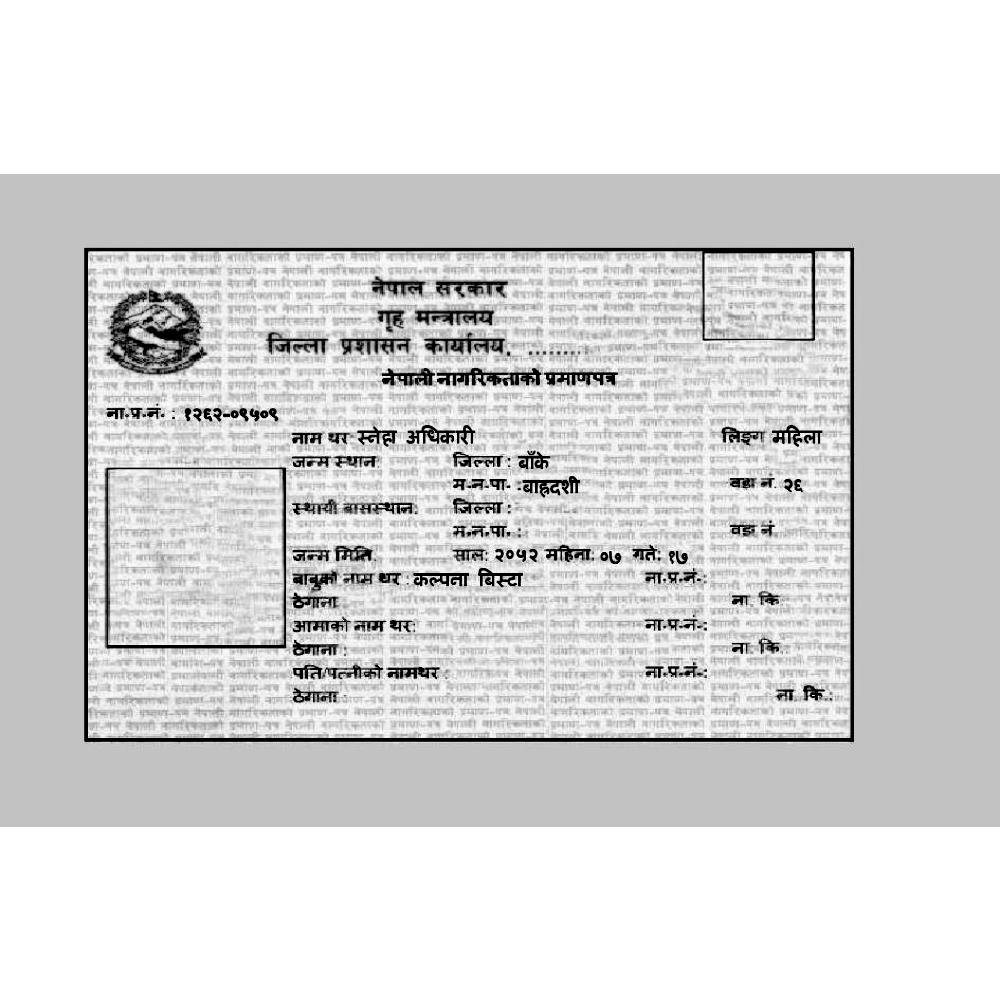 नेपाल सरकार
गृह मन्त्रालय
जिल्ला प्रशासन कार्यालय, .........
नेपाली नागरिकताको प्रमाणपत्र
ना.प्र.नं. : १२६२-०९५०९
नाम थर: स्नेहा अधिकारी लिङ्ग महिला
जन्म स्थान: जिल्ला : बाँके
म.न.पा. : बाह्रदशी वडा नं. २६
स्थायी बासस्थान: जिल्ला :
म.न.पा. : वडा नं.
जन्म मिति: साल: २०५२ महिना: ०७ गते: १७
बाबुको नाम थर : कल्पना बिस्टा ना.प्र.नं.:
ठेगाना: ना. कि.:
आमाको नाम थर: ना.प्र.नं.:
ठेगाना : ना. कि.:
पति/पत्नीको नामथर : ना.प्र.नं.:
ठेगाना : ना. कि.: